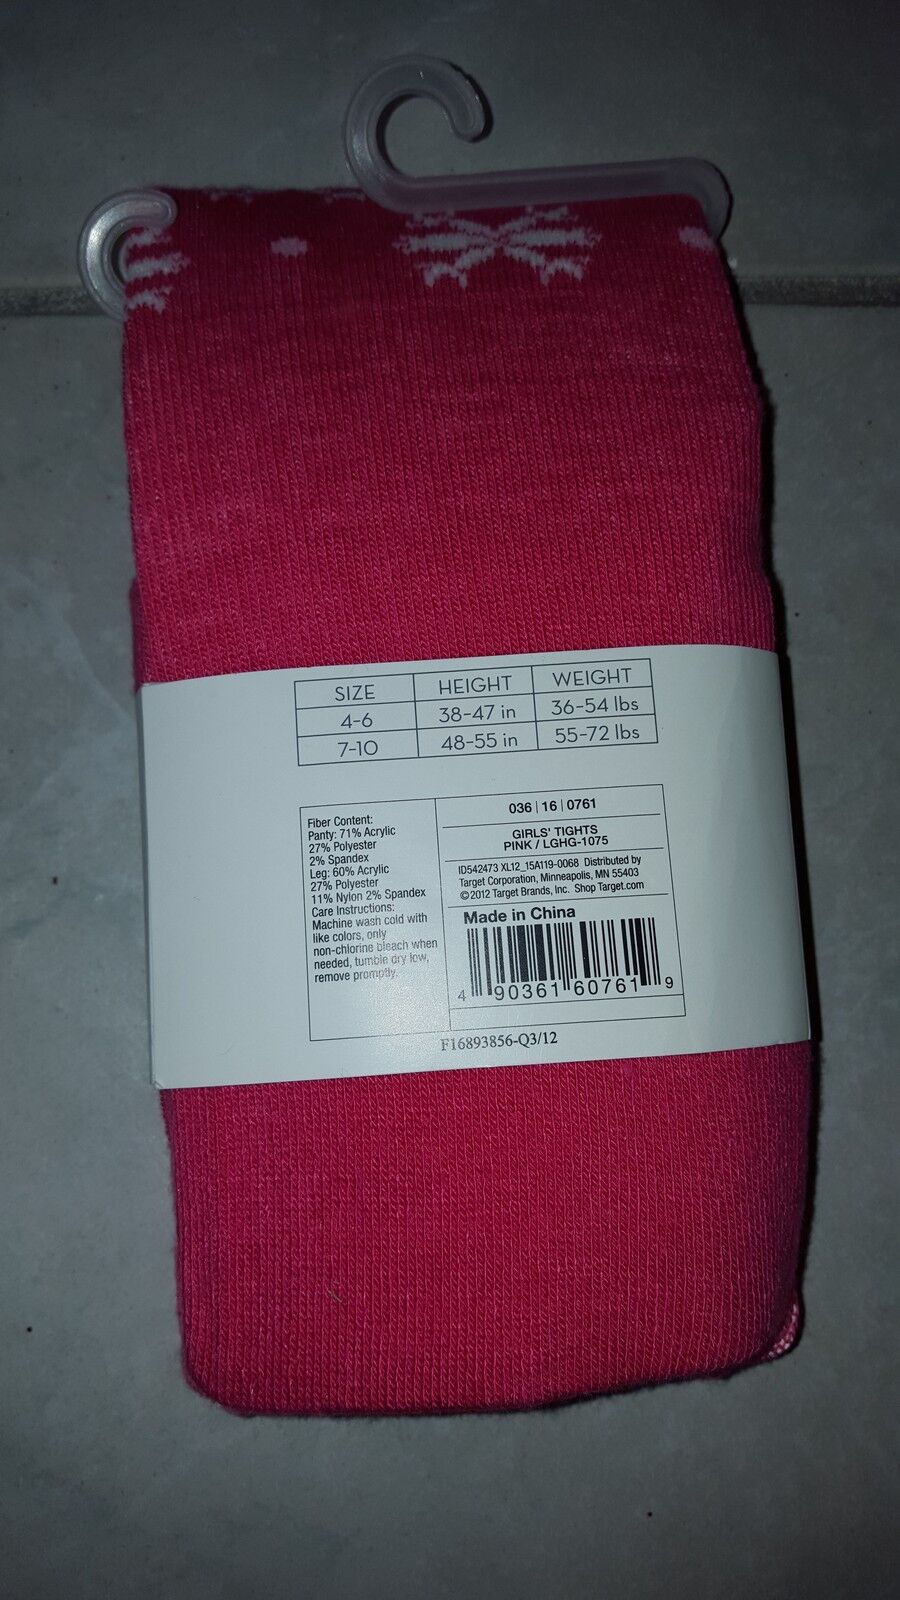 SIZE HEIGHT WEIGHT
4-6 38-47 in 36-54 lbs
7-10 48-55 in 55-72 lbs
Fiber Content:
Panty: 71% Acrylic
27% Polyester
2% Spandex
Leg: 60% Acrylic
27% Polyester
11% Nylon 2% Spandex
Care Instructions:
Machine wash cold with
like colors, only
non-chlorine bleach when
needed, tumble dry low,
remove promptly.
036 | 16 | 0761
GIRLS' TIGHTS
PINK / LGHG-1075
ID542473 XL12_15A119-0068 Distributed by
Target Corporation, Minneapolis, MN 55403
©2012 Target Brands, Inc. Shop Target.com
Made in China
4 90361 60761 9
F16893856-Q3/12